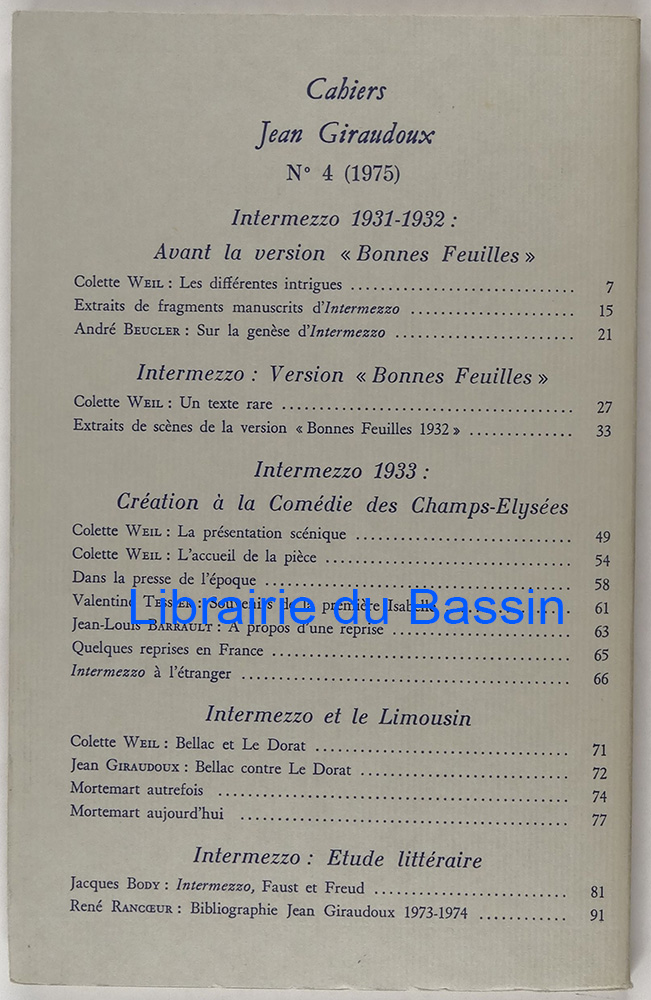 Cahiers
Jean Giraudoux
N° 4 (1975)
Intermezzo 1931-1932 :
Avant la version « Bonnes Feuilles »
Colette WEIL : Les différentes intrigues ............................ 7
Extraits de fragments manuscrits d'Intermezzo .................... 15
André BEUCLER : Sur la genèse d'Intermezzo ...................... 21
Intermezzo : Version « Bonnes Feuilles »
Colette WEIL : Un texte rare .................................... 27
Extraits de scènes de la version « Bonnes Feuilles 1932 » ............. 33
Intermezzo 1933 :
Création à la Comédie des Champs-Elysées
Colette WEIL : La présentation scénique ........................... 49
Colette WEIL : L'accueil de la pièce ............................... 54
Dans la presse de l'époque ...................................... 58
Valentine TESSIER : Souvenirs de la première Isabelle ................ 61
Jean-Louis BARRAULT : A propos d'une reprise ...................... 63
Quelques reprises en France ..................................... 65
Intermezzo à l'étranger ......................................... 66
Librairie du Bassin
Intermezzo et le Limousin
Colette WEIL : Bellac et Le Dorat ................................ 71
Jean GIRAUDOUX : Bellac contre Le Dorat .......................... 72
Mortemart autrefois ............................................ 74
Mortemart aujourd'hui .......................................... 77
Intermezzo : Etude littéraire
Jacques BODY : Intermezzo, Faust et Freud ......................... 81
René RANCŒUR : Bibliographie Jean Giraudoux 1973-1974 ............ 91